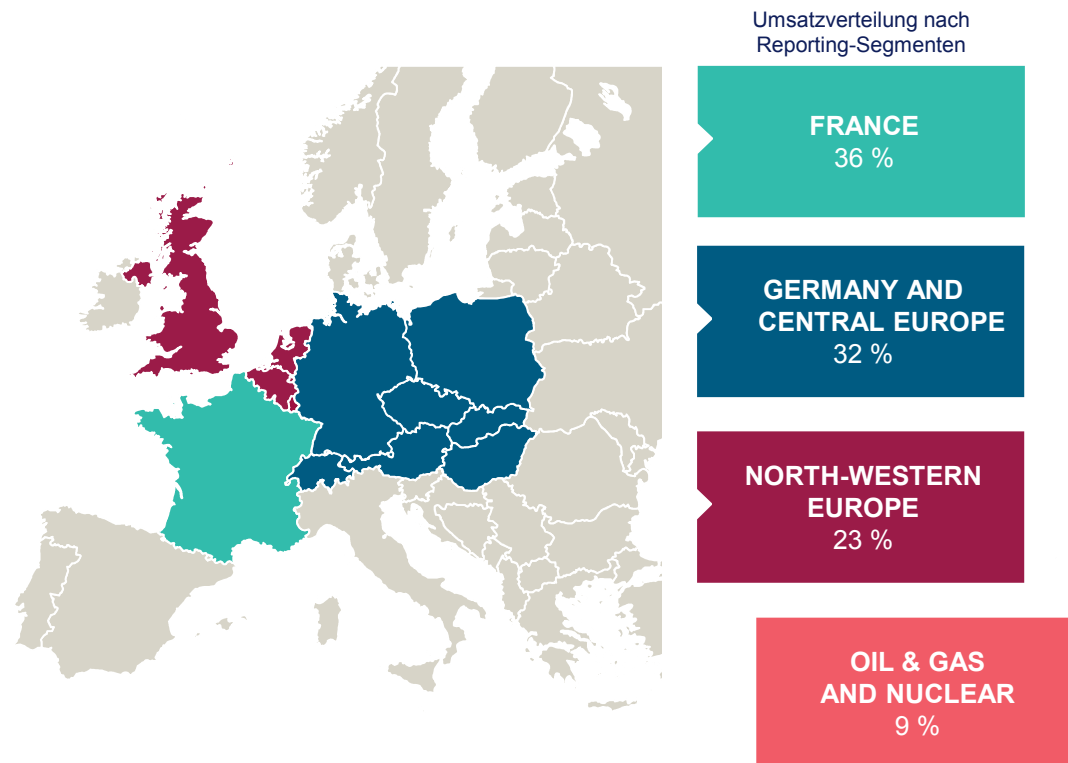 Umsatzverteilung nach
Reporting-Segmenten
FRANCE
36 %
GERMANY AND
CENTRAL EUROPE
32 %
NORTH-WESTERN
EUROPE
23 %
OIL & GAS
AND NUCLEAR
9 %